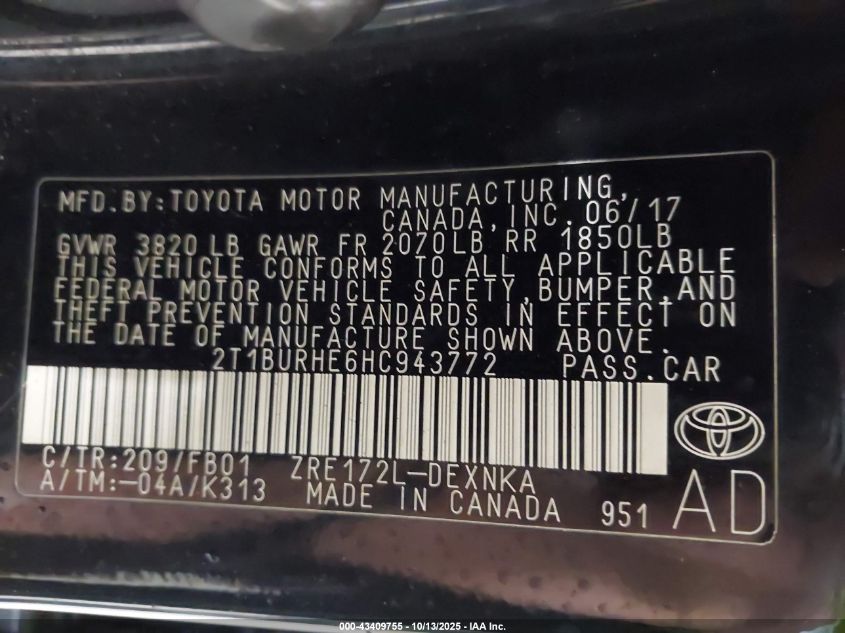 MFD.BY:TOYOTA MOTOR MANUFACTURING,
CANADA,INC. 06/17
GVWR 3820 LB GAWR FR 2070LB RR 1850LB
THIS VEHICLE CONFORMS TO ALL APPLICABLE
FEDERAL MOTOR VEHICLE SAFETY,BUMPER,AND
THEFT PREVENTION STANDARDS IN EFFECT ON
THE DATE OF MANUFACTURE SHOWN ABOVE.
2T1BURHE6HC943772 PASS.CAR
C/TR:209/FB01 ZRE172L-DEXNKA
A/TM:-04A/K313 MADE IN CANADA 951 AD
000-43409755 - 10/13/2025 - IAA Inc.